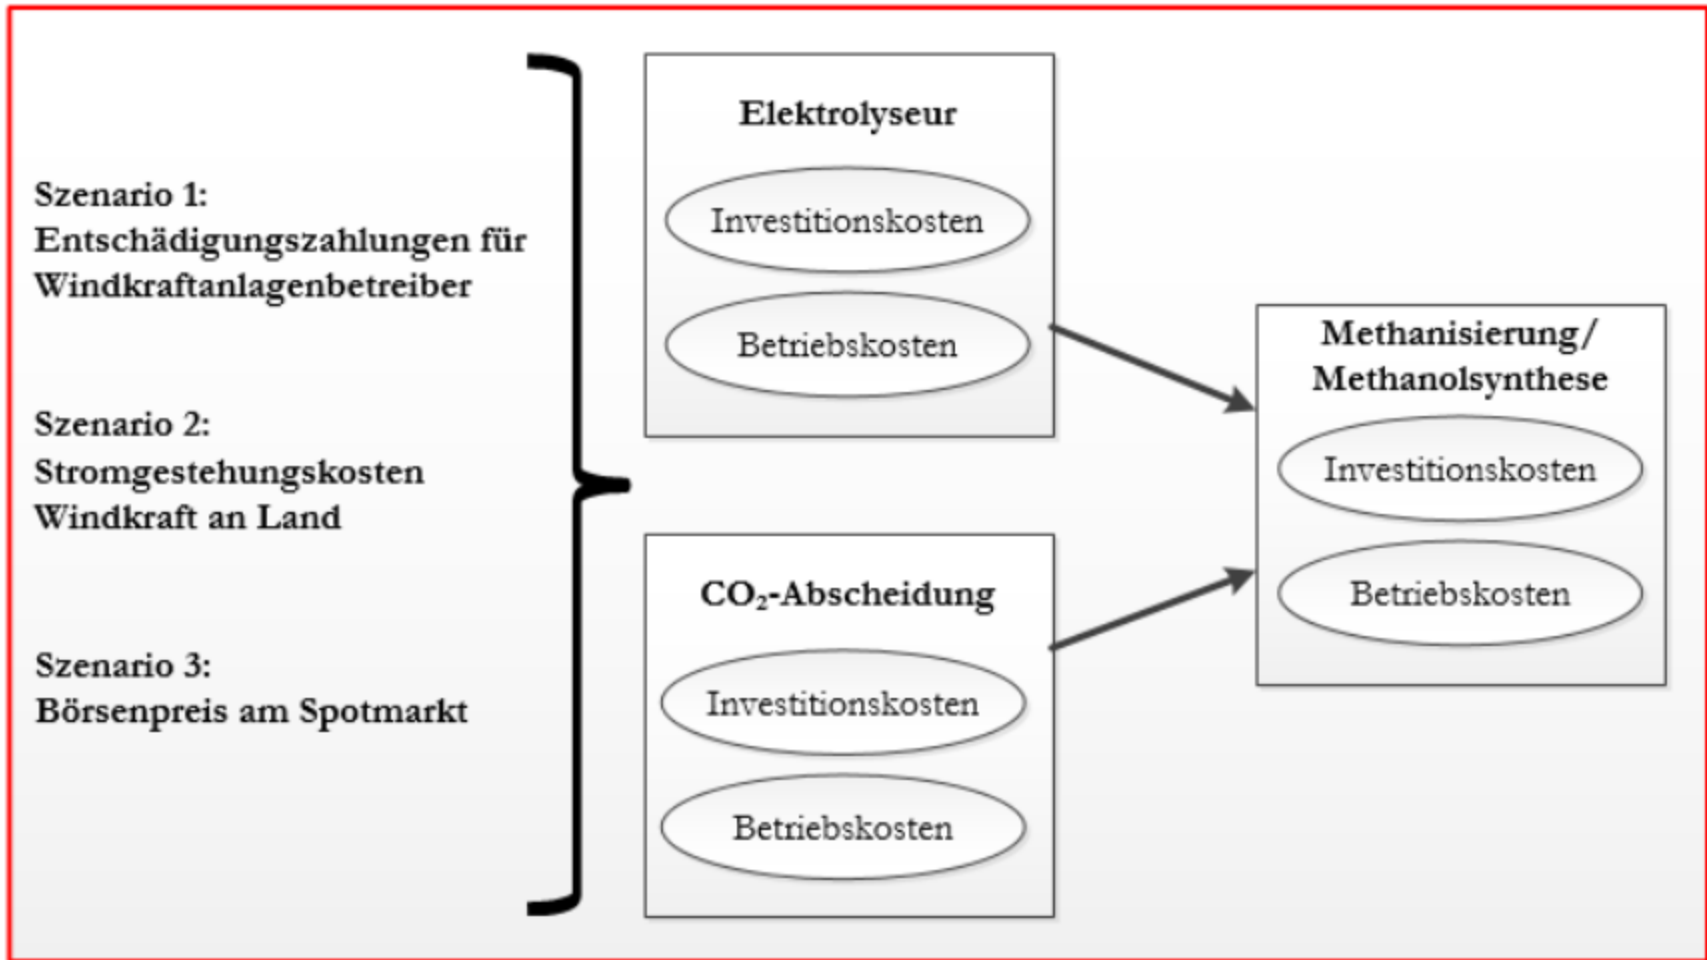 Szenario 1:
Entschädigungszahlungen für
Windkraftanlagenbetreiber
Szenario 2:
Stromgestehungskosten
Windkraft an Land
Szenario 3:
Börsenpreis am Spotmarkt
Elektrolyseur
Investitionskosten
Betriebskosten
CO₂-Abscheidung
Investitionskosten
Betriebskosten
Methanisierung/
Methanolsynthese
Investitionskosten
Betriebskosten